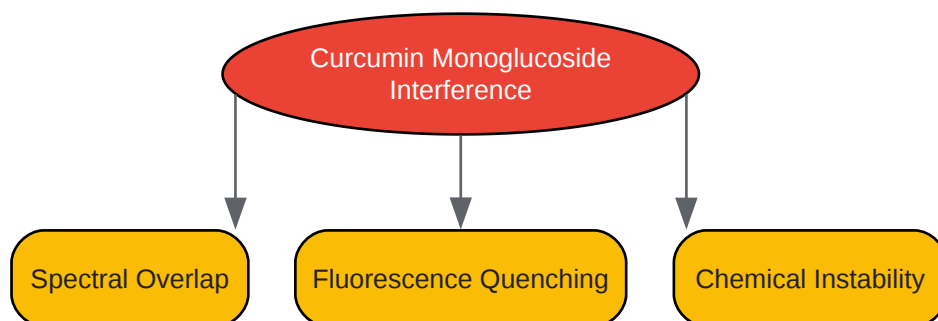 Curcumin Monoglucoside
Interference
Spectral Overlap
Fluorescence Quenching
Chemical Instability